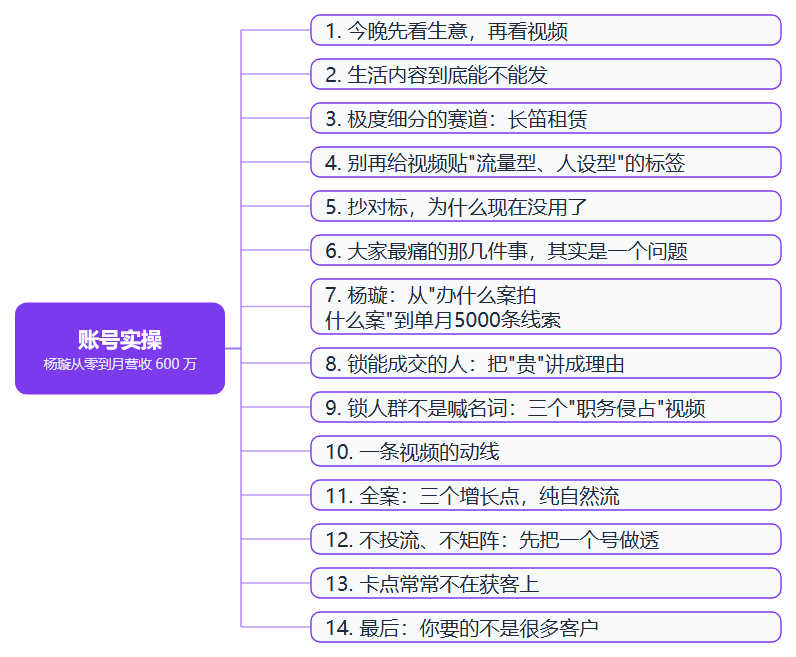 账号实操
杨璇从零到月营收 600 万
1. 今晚先看生意，再看视频
2. 生活内容到底能不能发
3. 极度细分的赛道：长笛租赁
4. 别再给视频贴"流量型、人设型"的标签
5. 抄对标，为什么现在没用了
6. 大家最痛的那几件事，其实是一个问题
7. 杨璇：从"办什么案拍
什么案"到单月5000条线索
8. 锁能成交的人：把"贵"讲成理由
9. 锁人群不是喊名词：三个"职务侵占"视频
10. 一条视频的动线
11. 全案：三个增长点，纯自然流
12. 不投流、不矩阵：先把一个号做透
13. 卡点常常不在获客上
14. 最后：你要的不是很多客户